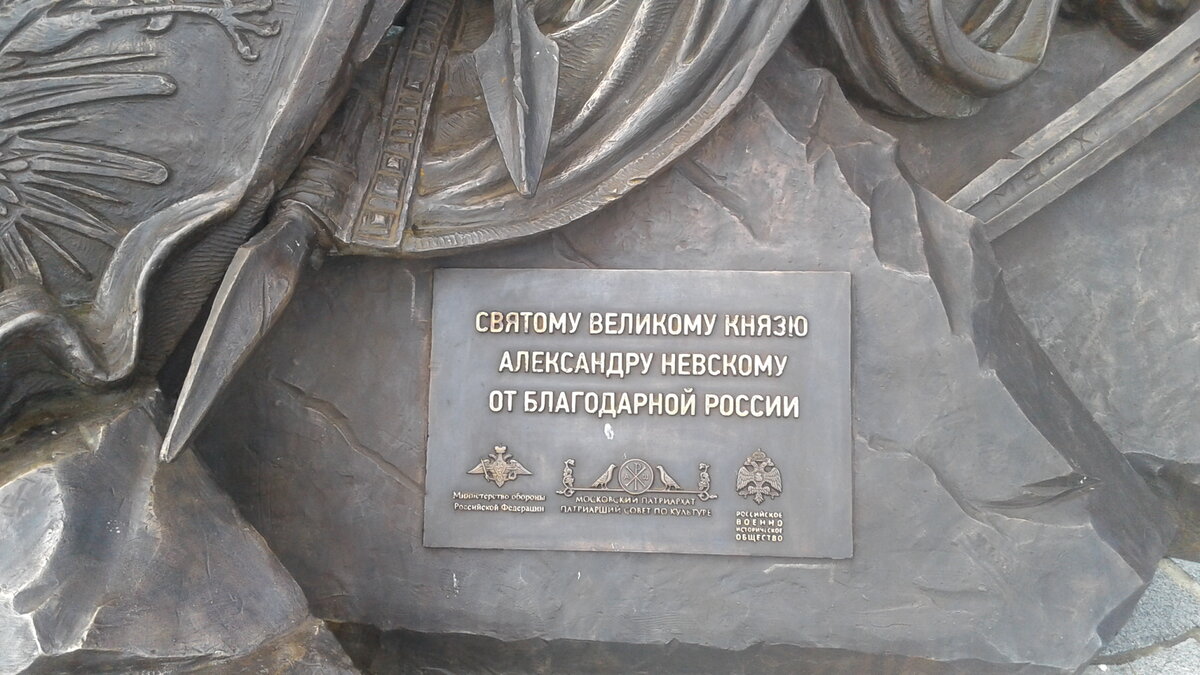 СВЯТОМУ ВЕЛИКОМУ КНЯЗЮ
АЛЕКСАНДРУ НЕВСКОМУ
ОТ БЛАГОДАРНОЙ РОССИИ
Министерство обороны
Российской Федерации
МОСКОВСКИЙ ПАТРИАРХАТ
ПАТРИАРШИЙ СОВЕТ ПО КУЛЬТУРЕ
РОССИЙСКОЕ
ВОЕННО
ИСТОРИЧЕСКОЕ
ОБЩЕСТВО